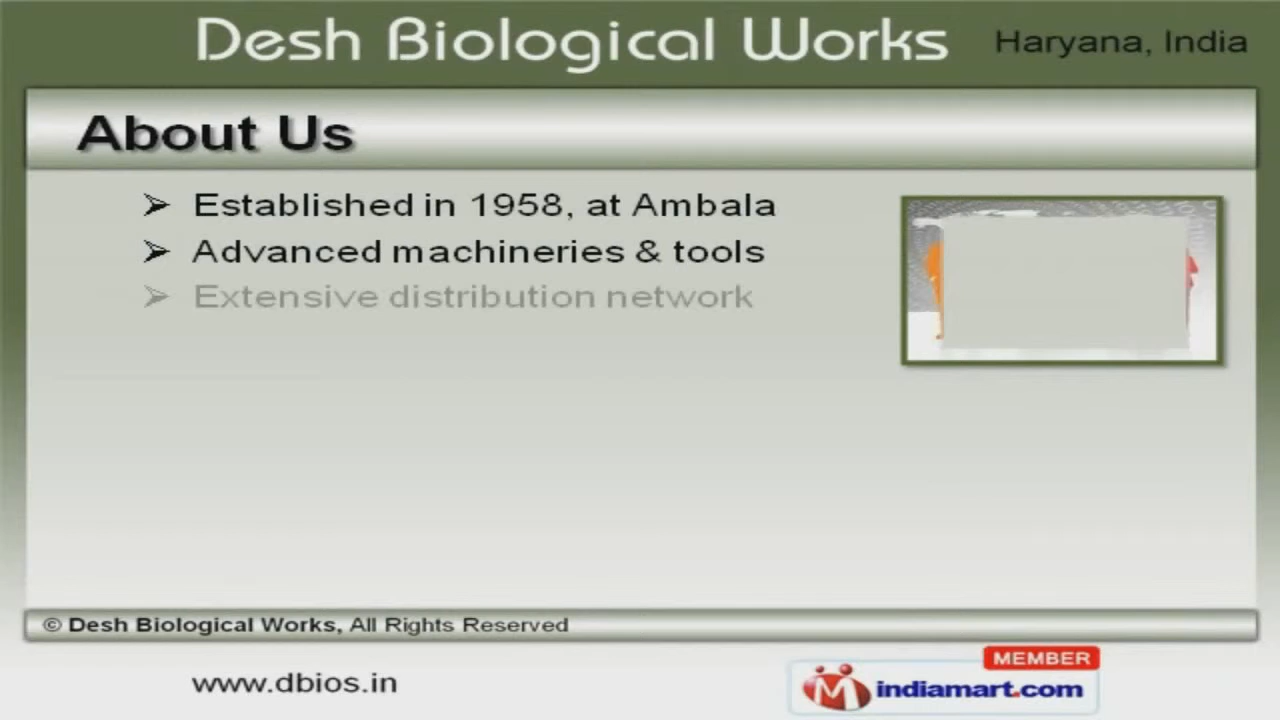 Desh Biological Works
Haryana, India
About Us
➢ Established in 1958, at Ambala
➢ Advanced machineries & tools
➢ Extensive distribution network
© Desh Biological Works, All Rights Reserved
www.dbios.in
MEMBER
indiamart.com